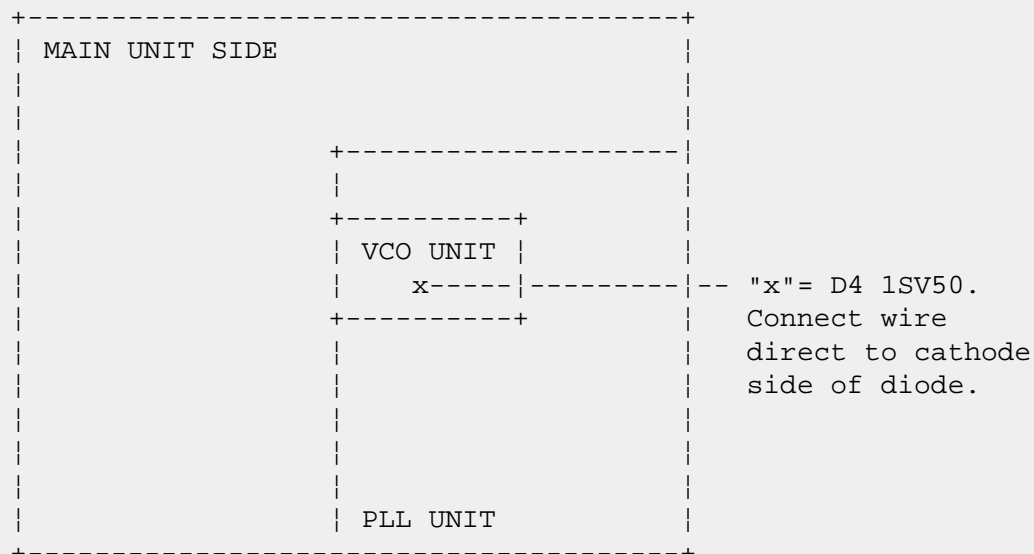 MAIN UNIT SIDE
VCO UNIT
x-----|---------|-- "x"= D4 1SV50.
Connect wire
direct to cathode
side of diode.
PLL UNIT